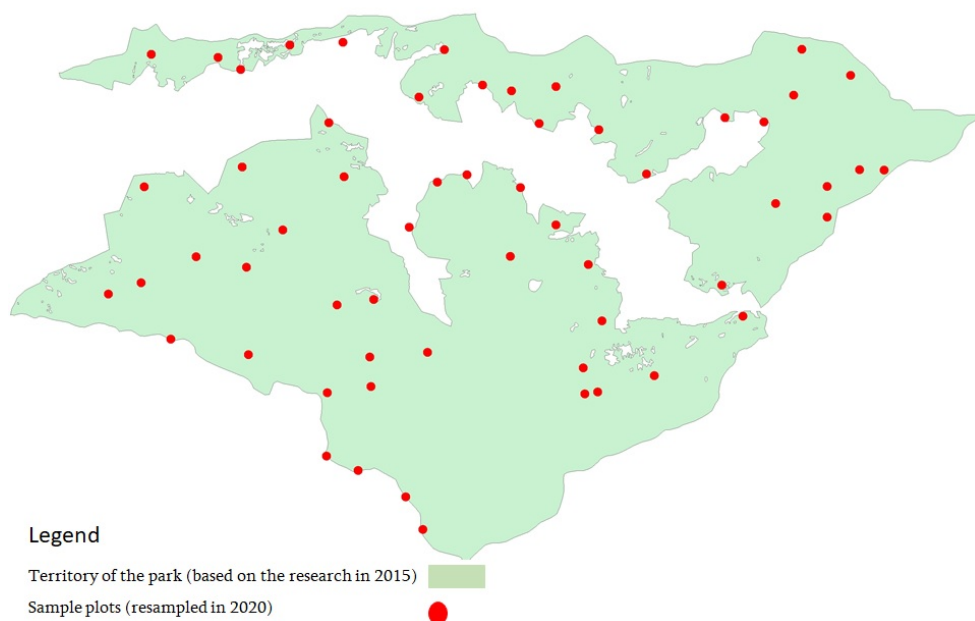 Legend
Territory of the park (based on the research in 2015)
Sample plots (resampled in 2020)